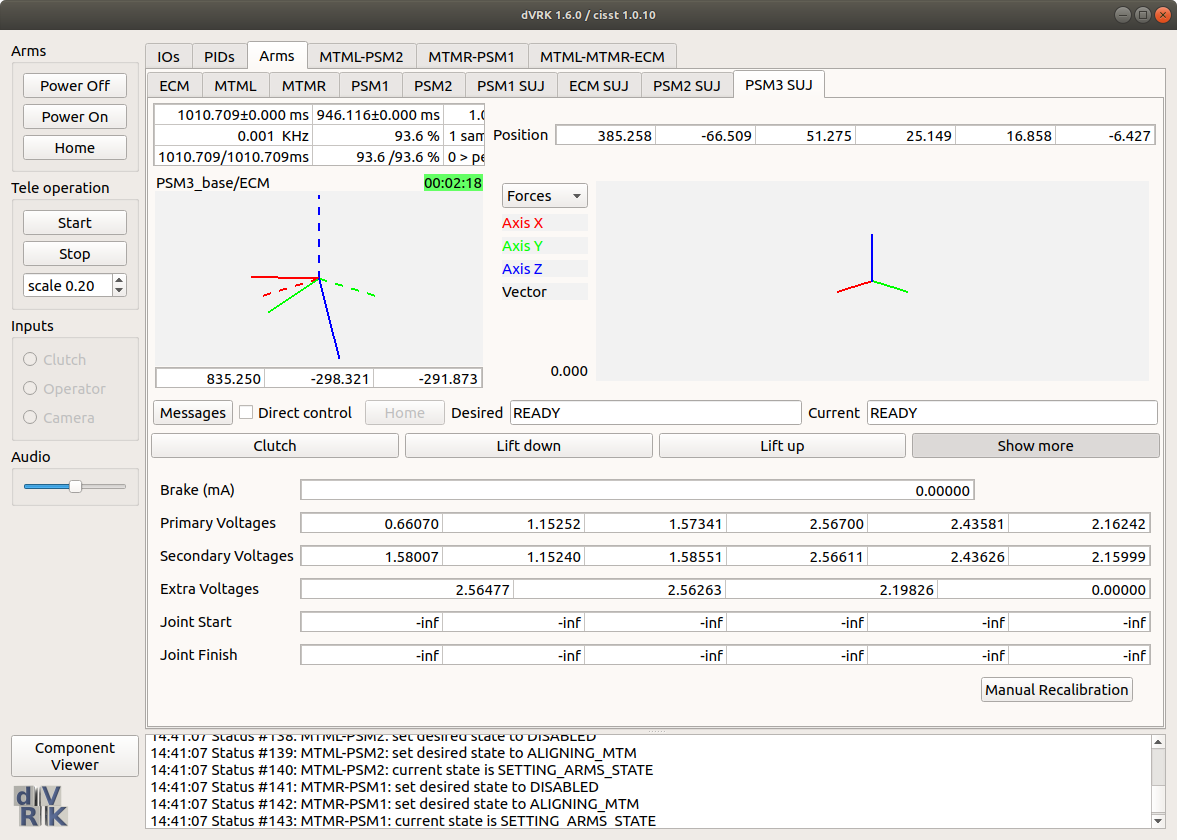 dVRK 1.6.0 / cisst 1.0.10
Arms
Power Off
Power On
Home
Tele operation
Start
Stop
scale 0.20
Inputs
Clutch
Operator
Camera
Audio
Component
Viewer
dVRK
IOs PIDs Arms MTML-PSM2 MTMR-PSM1 MTML-MTMR-ECM
ECM MTML MTMR PSM1 PSM2 PSM1 SUJ ECM SUJ PSM2 SUJ PSM3 SUJ
1010.709±0.000 ms 946.116±0.000 ms
0.001 KHz 93.6 % 1
1010.709/1010.709ms 93.6 /93.6 % 0 >
Position 385.258 -66.509 51.275 25.149 16.858 -6.427
PSM3_base/ECM 00:02:18
Forces
Axis X
Axis Y
Axis Z
Vector
0.000
835.250 -298.321 -291.873
Messages Direct control Home Desired READY Current READY
Clutch Lift down Lift up Show more
Brake (mA) 0.00000
Primary Voltages 0.66070 1.15252 1.57341 2.56700 2.43581 2.16242
Secondary Voltages 1.58007 1.15240 1.58551 2.56611 2.43626 2.15999
Extra Voltages 2.56477 2.56263 2.19826 0.00000
Joint Start -inf -inf -inf -inf -inf -inf
Joint Finish -inf -inf -inf -inf -inf -inf
Manual Recalibration
14:41:07 Status #138: MTML-PSM2: set desired state to DISABLED
14:41:07 Status #139: MTML-PSM2: set desired state to ALIGNING_MTM
14:41:07 Status #140: MTML-PSM2: current state is SETTING_ARMS_STATE
14:41:07 Status #141: MTMR-PSM1: set desired state to DISABLED
14:41:07 Status #142: MTMR-PSM1: set desired state to ALIGNING_MTM
14:41:07 Status #143: MTMR-PSM1: current state is SETTING_ARMS_STATE